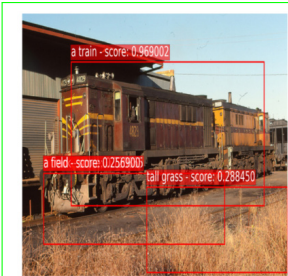 a train - score: 0.969002
a field - score: 0.256900
tall grass - score: 0.288450